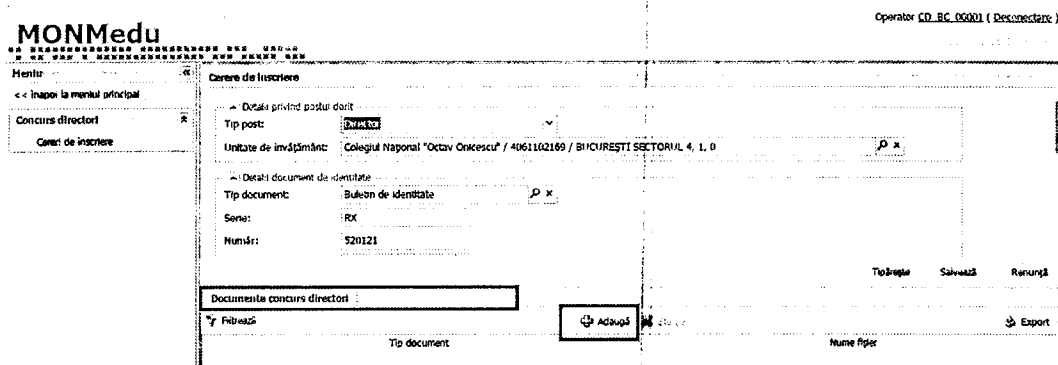 Operator CD_BC_00001 ( Deconectare )
MONMedu
Meniu
<< Înapoi la meniul principal
Concurs directori
Cereri de inscriere
Cerere de înscriere
Detalii privind postul dorit
Tip post: Director
Unitate de învățământ: Colegiul Național "Octav Onicescu" / 4061102169 / BUCUREȘTI SECTORUL 4, 1, 0
Detalii document de identitate
Tip document: Buletin de identitate
Serie: RX
Număr: 520121
Tipărește Salvează Renunță
Documente concurs directori
Filtrează Adaugă Export
Tip document Nume fișier